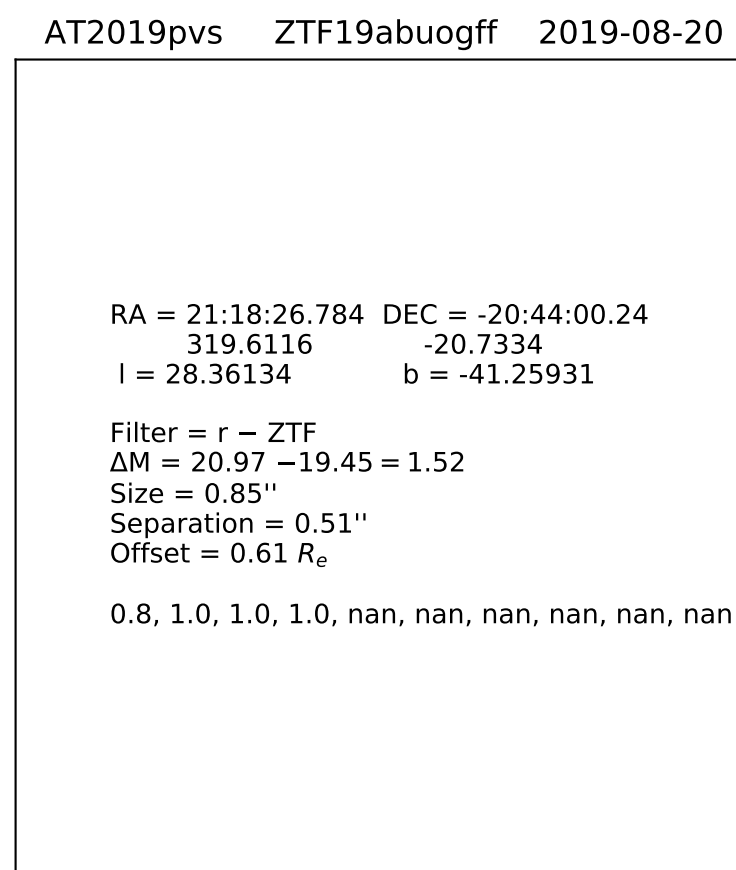 AT2019pvs ZTF19abuogff 2019-08-20
RA = 21:18:26.784 DEC = -20:44:00.24
319.6116 -20.7334
l = 28.36134 b = -41.25931
Filter = r − ZTF
ΔM = 20.97 −19.45 = 1.52
Size = 0.85''
Separation = 0.51''
Offset = 0.61 Rₑ
0.8, 1.0, 1.0, 1.0, nan, nan, nan, nan, nan, nan